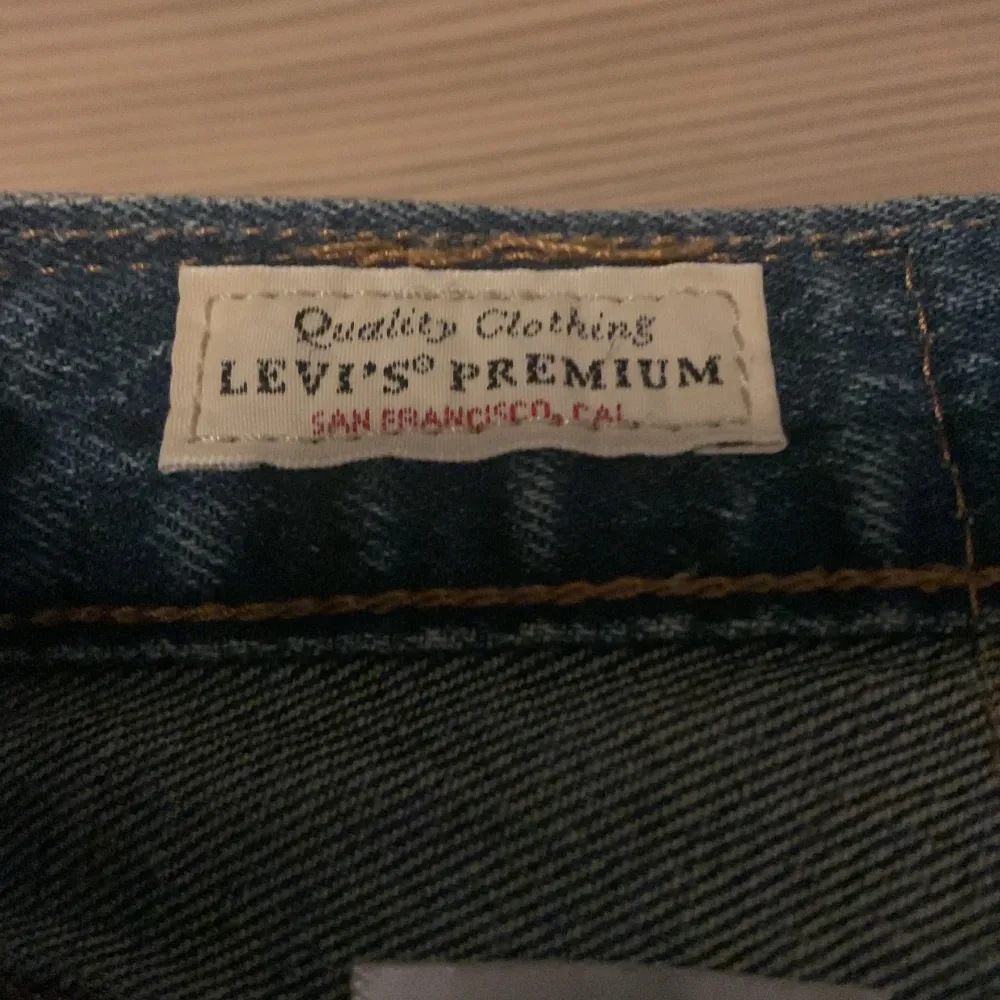 Quality Clothing
LEVI'S® PREMIUM
SAN FRANCISCO, CAL